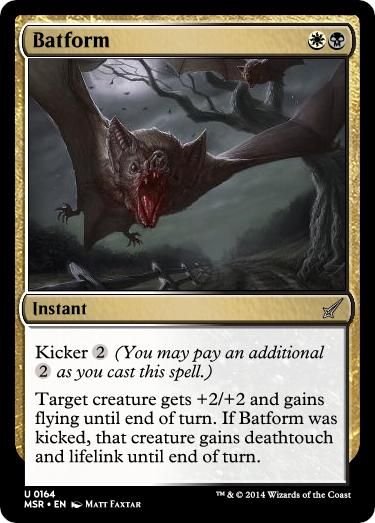 Batform
Instant
Kicker 2 (You may pay an additional
2 as you cast this spell.)
Target creature gets +2/+2 and gains
flying until end of turn. If Batform was
kicked, that creature gains deathtouch
and lifelink until end of turn.
U 0164
MSR • EN Matt Faxtar
™ & © 2014 Wizards of the Coast